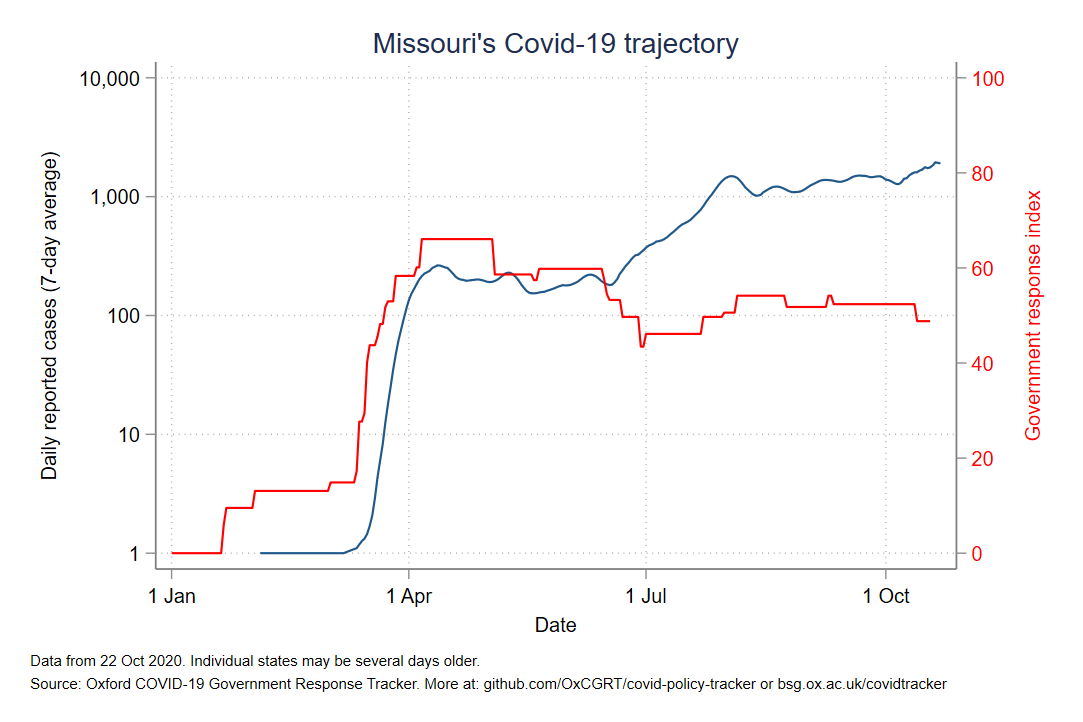 Missouri's Covid-19 trajectory
10,000
1,000
100
10
1
Daily reported cases (7-day average)
100
80
60
40
20
0
Government response index
1 Jan
1 Apr
1 Jul
1 Oct
Date
Data from 22 Oct 2020. Individual states may be several days older.
Source: Oxford COVID-19 Government Response Tracker. More at: github.com/OxCGRT/covid-policy-tracker or bsg.ox.ac.uk/covidtracker